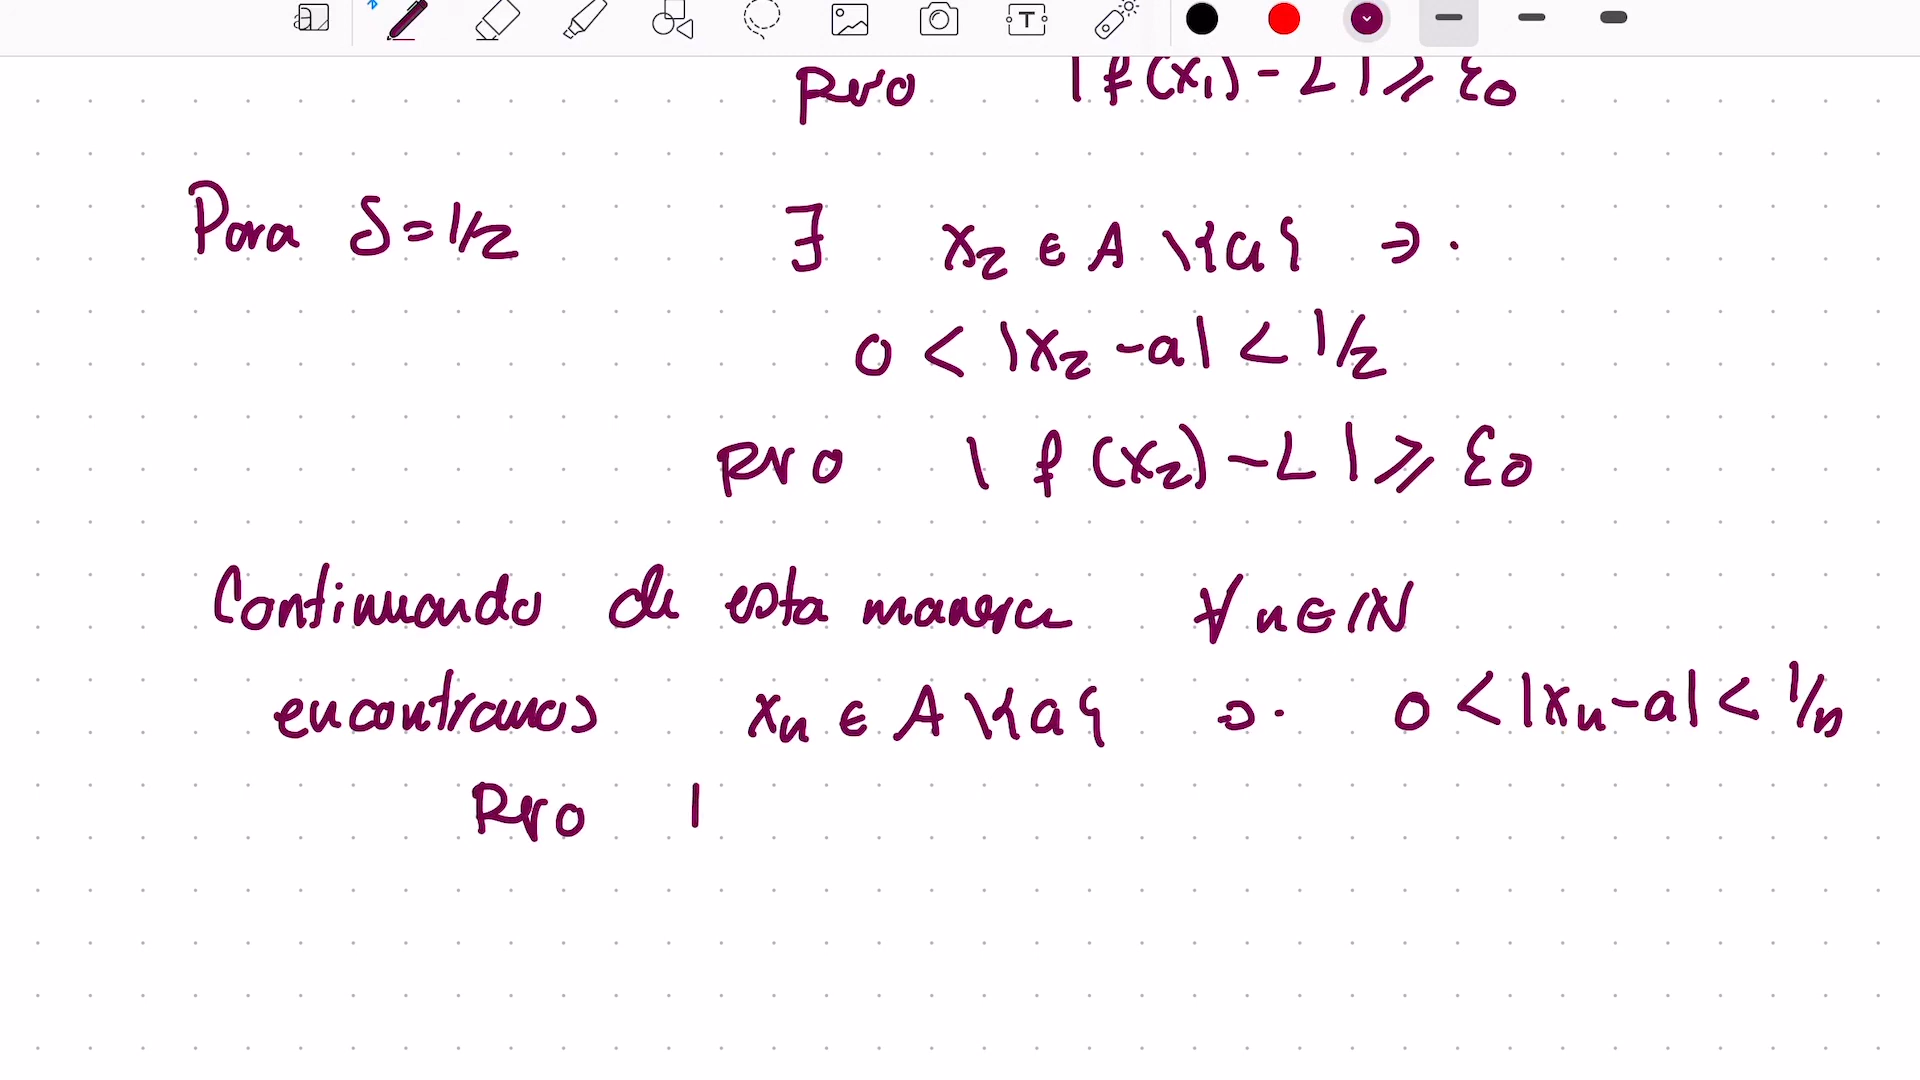 pero |f(x₁) - L| ≥ ε₀
Para δ = 1/2 ∃ x₂ ∈ A \ {a} ∋·
0 < |x₂ - a| < 1/2
pero |f(x₂) - L| ≥ ε₀
Continuando de esta manera ∀ n ∈ ℕ
encontramos xₙ ∈ A \ {a} ∋· 0 < |xₙ - a| < 1/n
Pero |